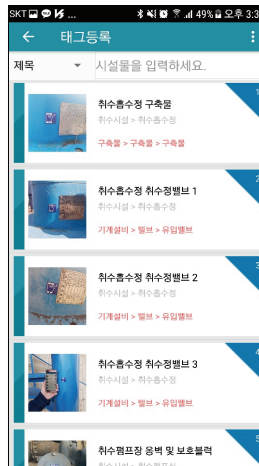 SKT ... 49% 오후 3:3
태그등록
제목 시설물을 입력하세요.
1
취수흡수정 구축물
취수시설 > 취수흡수정
구축물 > 구축물 > 구축물
2
취수흡수정 취수정밸브 1
취수시설 > 취수흡수정
기계설비 > 밸브 > 유입밸브
3
취수흡수정 취수정밸브 2
취수시설 > 취수흡수정
기계설비 > 밸브 > 유입밸브
4
취수흡수정 취수정밸브 3
취수시설 > 취수흡수정
기계설비 > 밸브 > 유입밸브
5
취수펌프장 옹벽 및 보호블럭